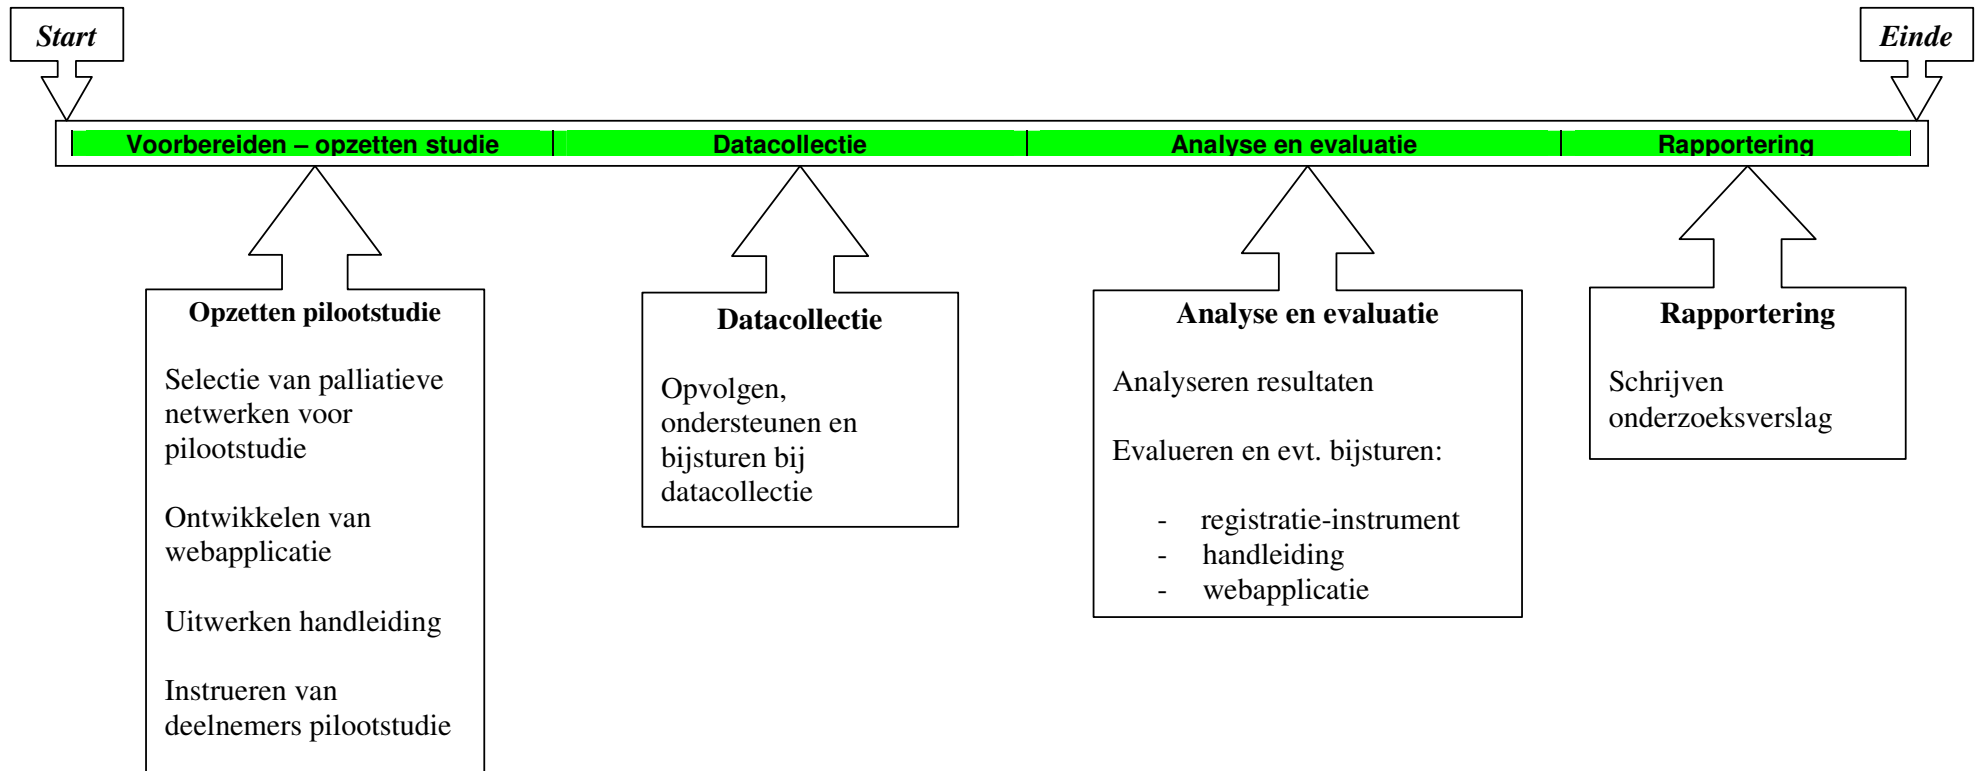 Start
Einde
Voorbereiden – opzetten studie
Datacollectie
Analyse en evaluatie
Rapportering
Opzetten pilootstudie
Selectie van palliatieve
netwerken voor
pilootstudie
Ontwikkelen van
webapplicatie
Uitwerken handleiding
Instrueren van
deelnemers pilootstudie
Datacollectie
Opvolgen,
ondersteunen en
bijsturen bij
datacollectie
Analyse en evaluatie
Analyseren resultaten
Evalueren en evt. bijsturen:
- registratie-instrument
- handleiding
- webapplicatie
Rapportering
Schrijven
onderzoeksverslag